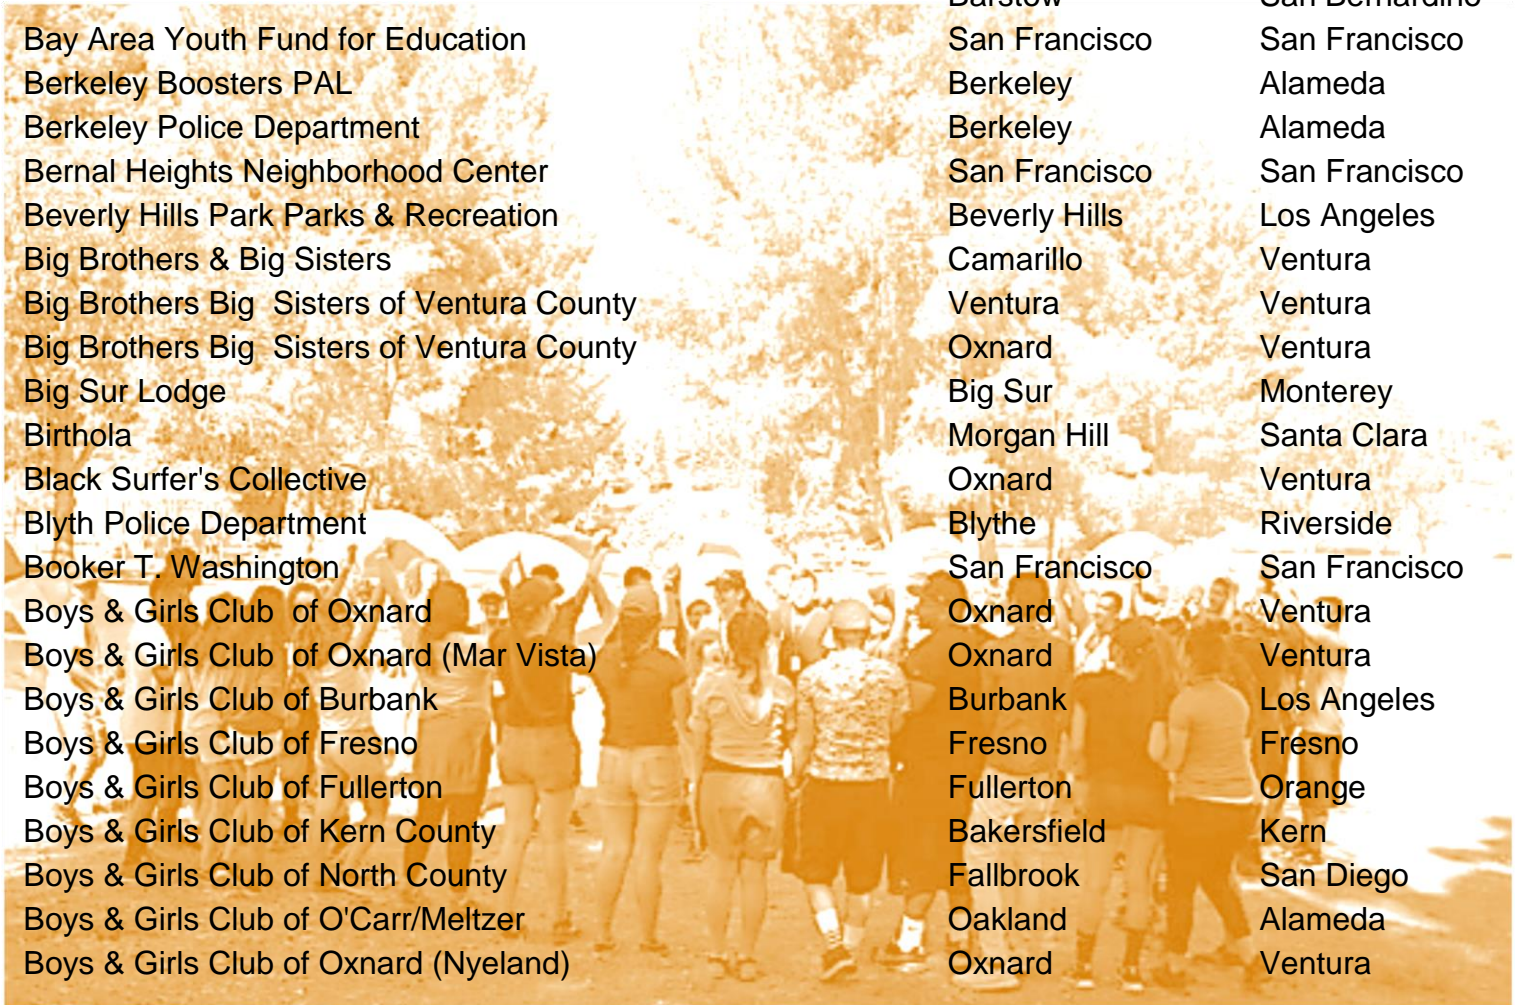 Barstow San Bernardino
Bay Area Youth Fund for Education San Francisco San Francisco
Berkeley Boosters PAL Berkeley Alameda
Berkeley Police Department Berkeley Alameda
Bernal Heights Neighborhood Center San Francisco San Francisco
Beverly Hills Park Parks & Recreation Beverly Hills Los Angeles
Big Brothers & Big Sisters Camarillo Ventura
Big Brothers Big  Sisters of Ventura County Ventura Ventura
Big Brothers Big  Sisters of Ventura County Oxnard Ventura
Big Sur Lodge Big Sur Monterey
Birthola Morgan Hill Santa Clara
Black Surfer's Collective Oxnard Ventura
Blyth Police Department Blythe Riverside
Booker T. Washington San Francisco San Francisco
Boys & Girls Club  of Oxnard Oxnard Ventura
Boys & Girls Club  of Oxnard (Mar Vista) Oxnard Ventura
Boys & Girls Club of Burbank Burbank Los Angeles
Boys & Girls Club of Fresno Fresno Fresno
Boys & Girls Club of Fullerton Fullerton Orange
Boys & Girls Club of Kern County Bakersfield Kern
Boys & Girls Club of North County Fallbrook San Diego
Boys & Girls Club of O'Carr/Meltzer Oakland Alameda
Boys & Girls Club of Oxnard (Nyeland) Oxnard Ventura